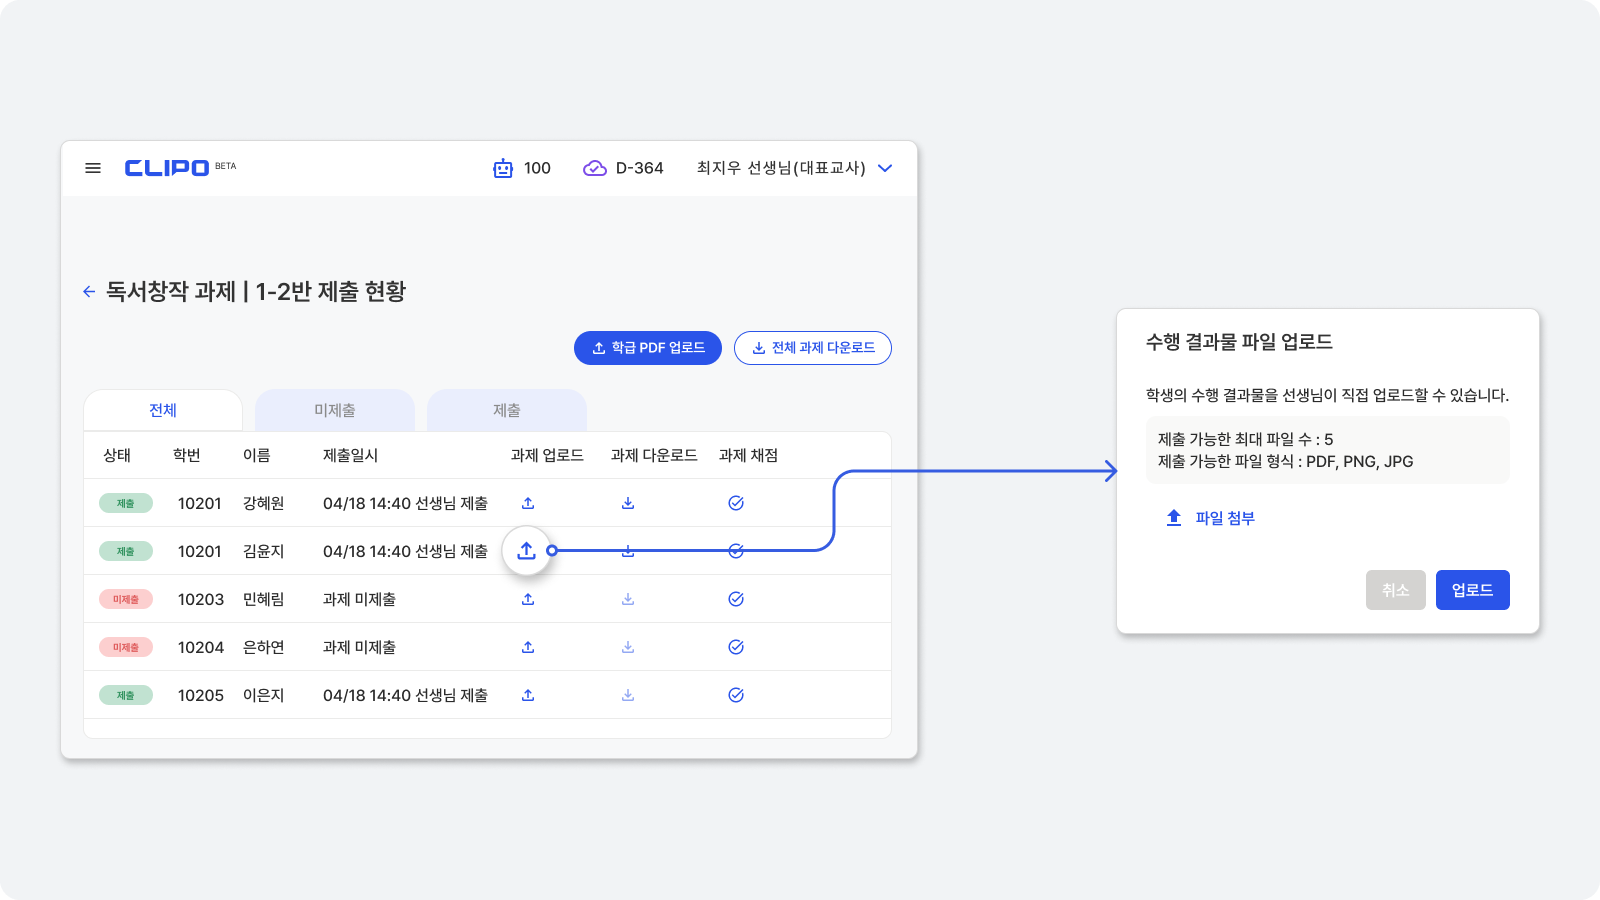 CLIPO BETA
100
D-364
최지우 선생님(대표교사)
독서창작 과제 | 1-2반 제출 현황
학급 PDF 업로드
전체 과제 다운로드
전체
미제출
제출
상태 학번 이름 제출일시 과제 업로드 과제 다운로드 과제 채점
제출 10201 강혜원 04/18 14:40 선생님 제출
제출 10201 김윤지 04/18 14:40 선생님 제출
미제출 10203 민혜림 과제 미제출
미제출 10204 은하연 과제 미제출
제출 10205 이은지 04/18 14:40 선생님 제출
수행 결과물 파일 업로드
학생의 수행 결과물을 선생님이 직접 업로드할 수 있습니다.
제출 가능한 최대 파일 수 : 5
제출 가능한 파일 형식 : PDF, PNG, JPG
파일 첨부
취소
업로드